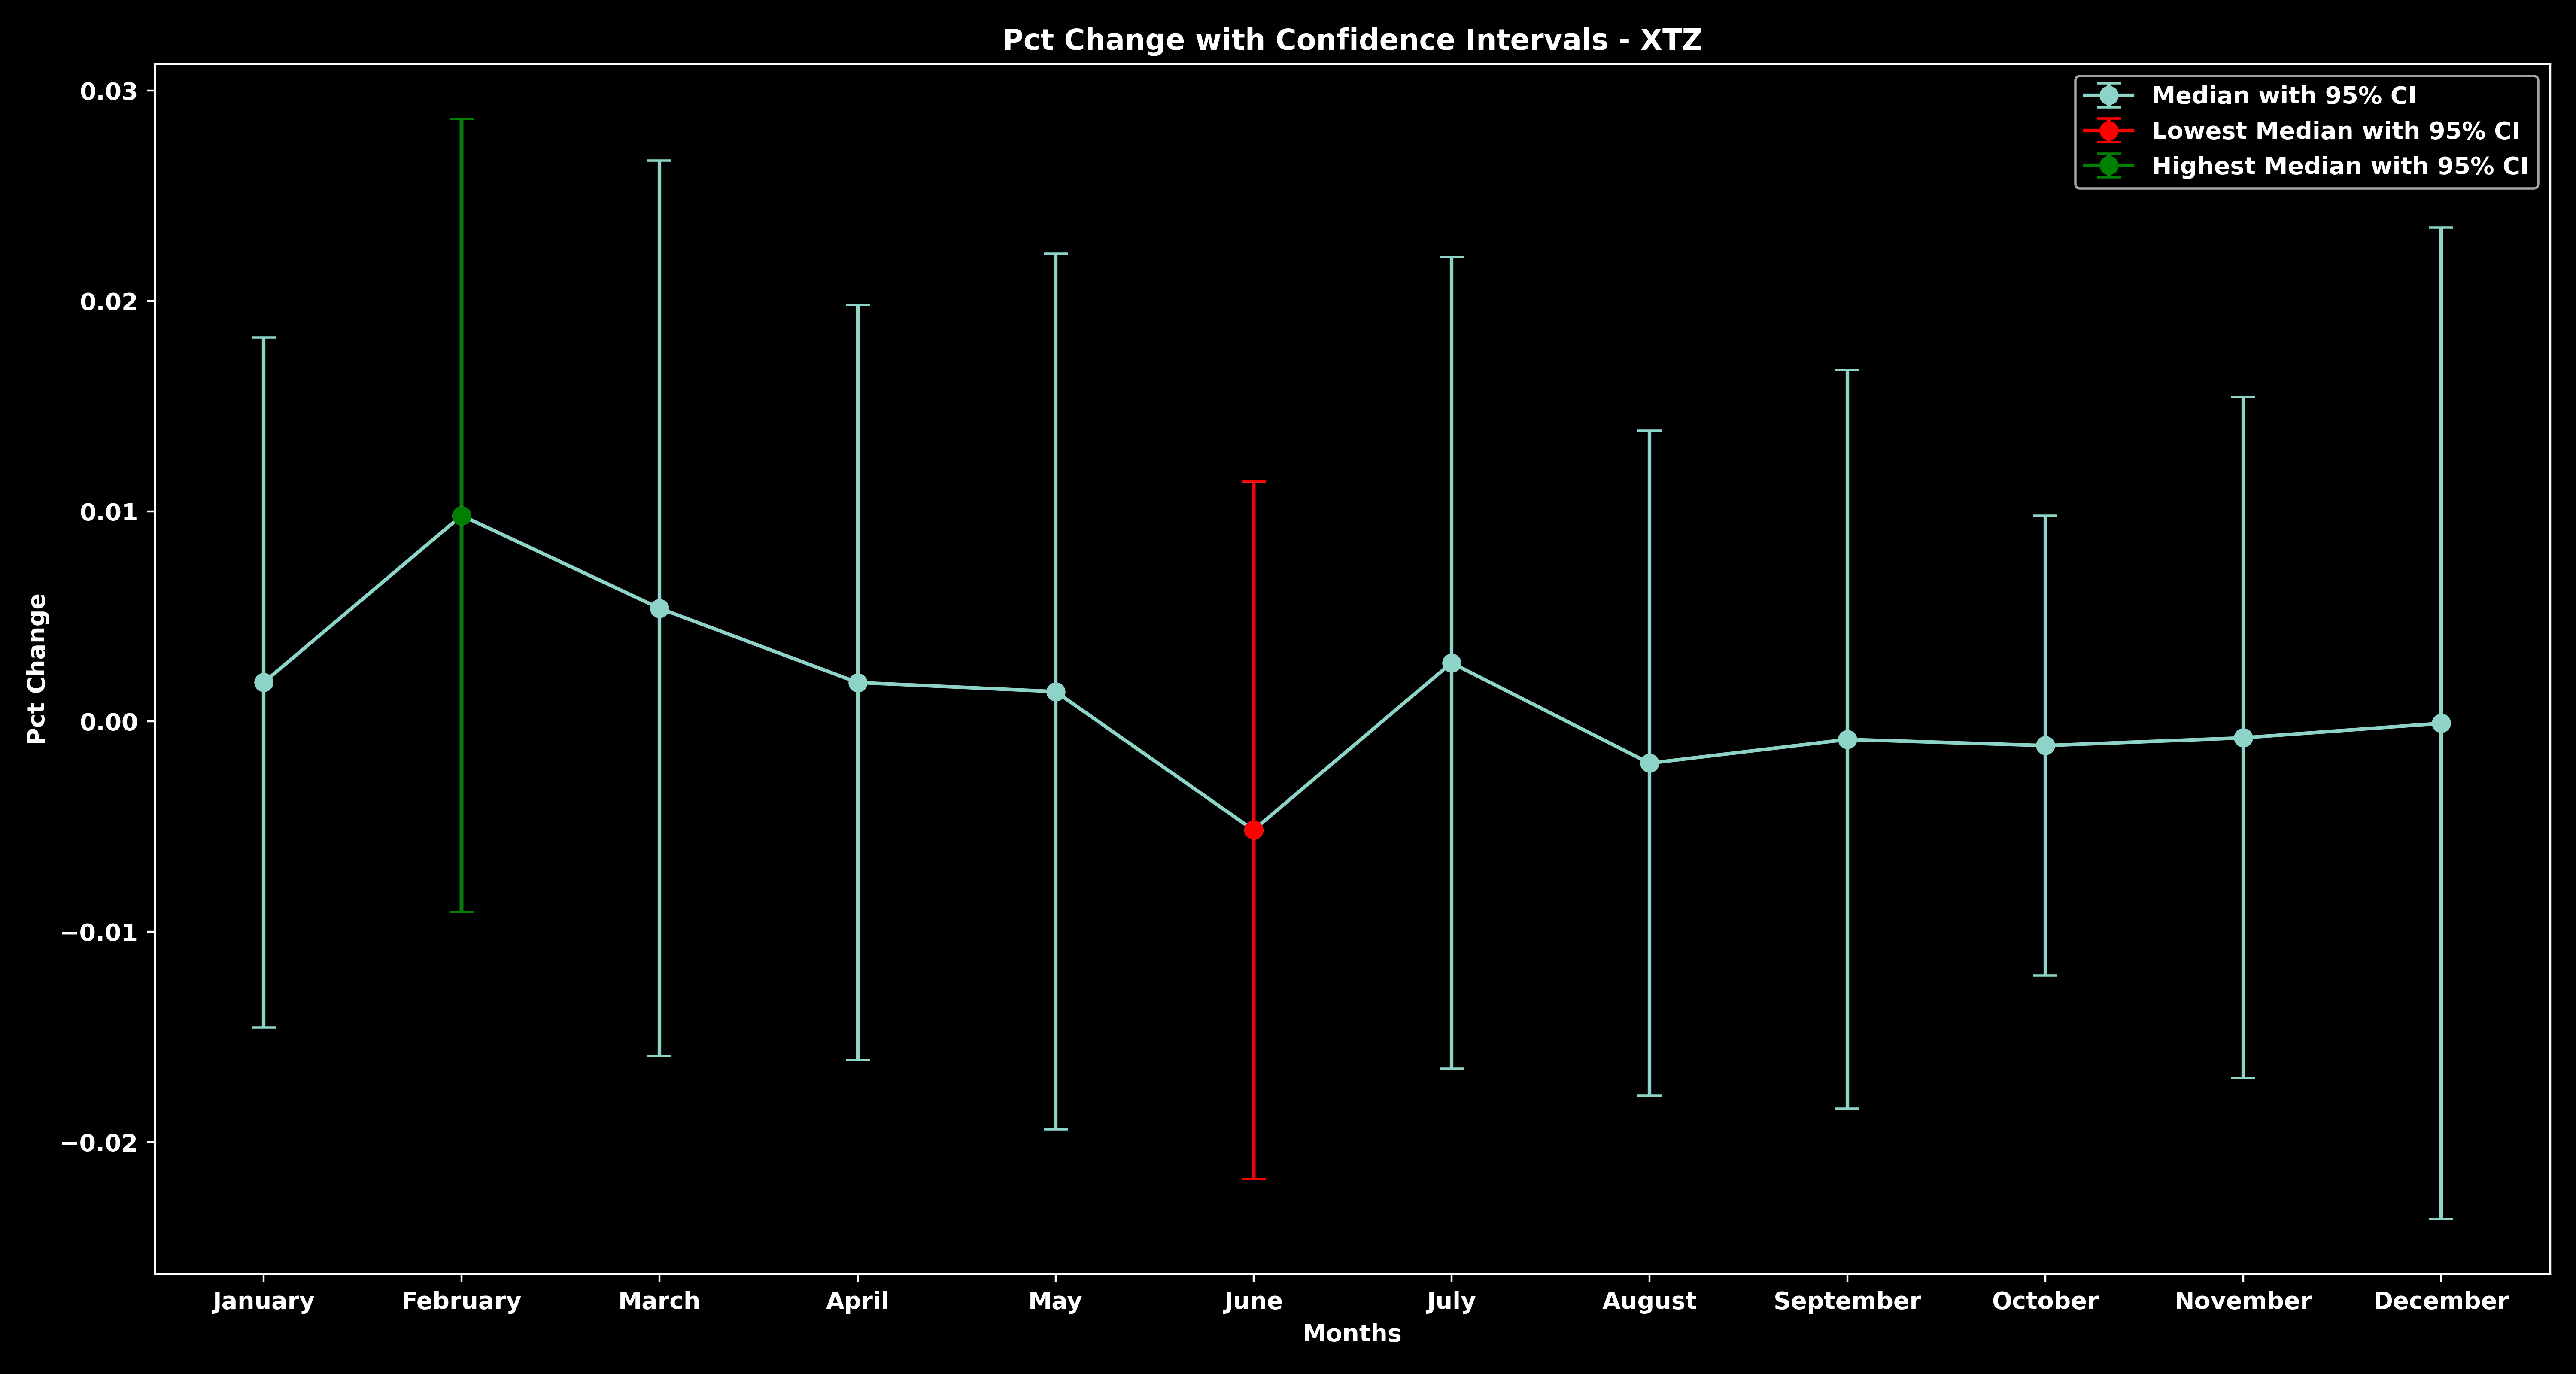 Pct Change with Confidence Intervals - XTZ
Median with 95% CI
Lowest Median with 95% CI
Highest Median with 95% CI
Pct Change
0.03
0.02
0.01
0.00
−0.01
−0.02
January February March April May June July August September October November December
Months